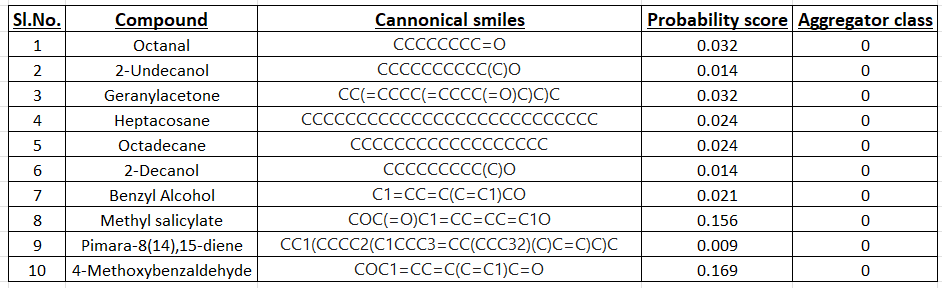 Sl.No. Compound Cannonical smiles Probability score Aggregator class
1 Octanal CCCCCCCC=O 0.032 0
2 2-Undecanol CCCCCCCCCC(C)O 0.014 0
3 Geranylacetone CC(=CCCC(=CCCC(=O)C)C)C 0.032 0
4 Heptacosane CCCCCCCCCCCCCCCCCCCCCCCCCCC 0.024 0
5 Octadecane CCCCCCCCCCCCCCCCCC 0.024 0
6 2-Decanol CCCCCCCCC(C)O 0.014 0
7 Benzyl Alcohol C1=CC=C(C=C1)CO 0.021 0
8 Methyl salicylate COC(=O)C1=CC=CC=C1O 0.156 0
9 Pimara-8(14),15-diene CC1(CCCC2(C1CCC3=CC(CCC32)(C)C=C)C)C 0.009 0
10 4-Methoxybenzaldehyde COC1=CC=C(C=C1)C=O 0.169 0